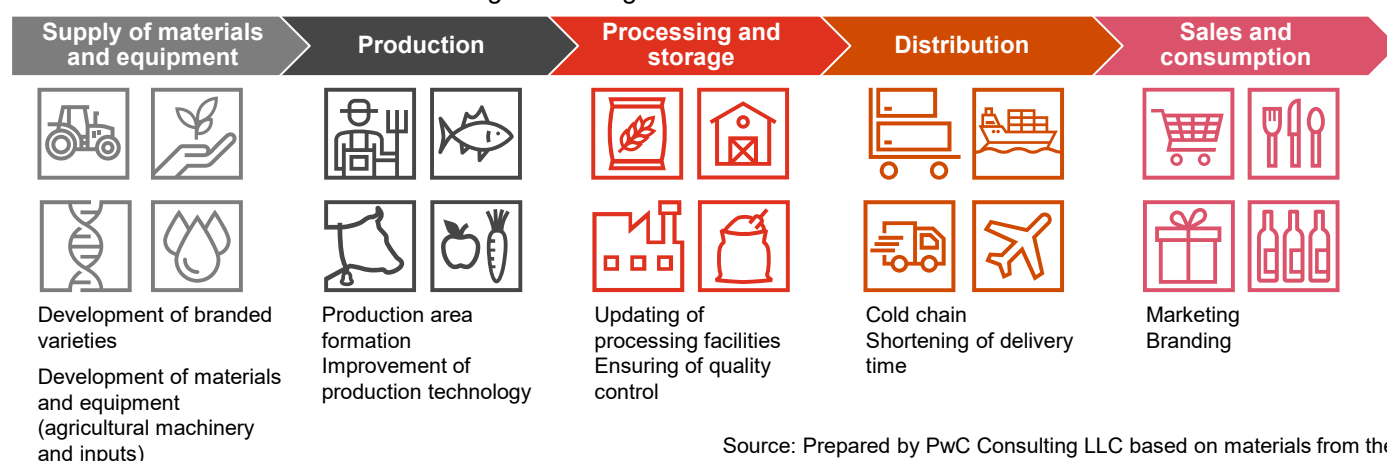 Supply of materials
and equipment
Production
Processing and
storage
Distribution
Sales and
consumption
Development of branded
varieties
Development of materials
and equipment
(agricultural machinery
and inputs)
Production area
formation
Improvement of
production technology
Updating of
processing facilities
Ensuring of quality
control
Cold chain
Shortening of delivery
time
Marketing
Branding
Source: Prepared by PwC Consulting LLC based on materials from the